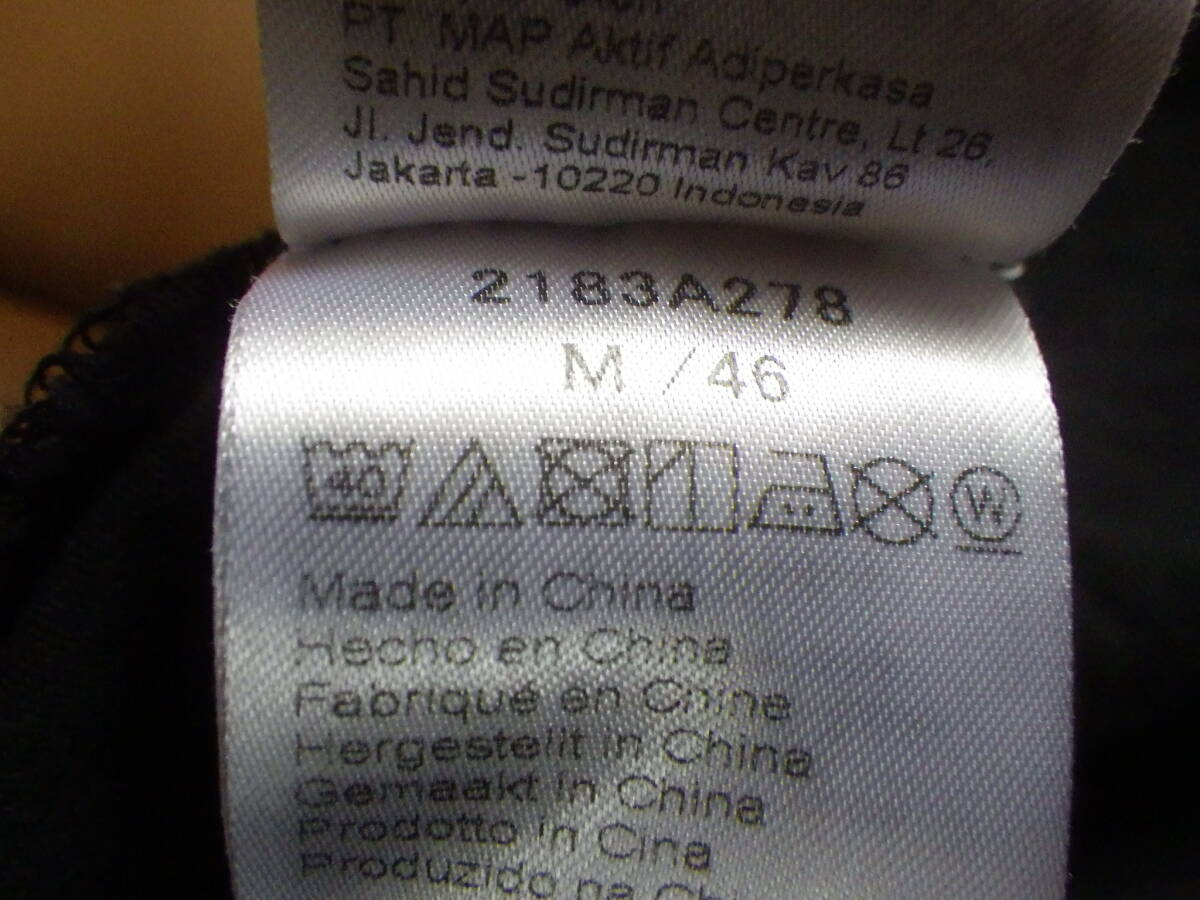 PT MAP Aktif Adiperkasa
Sahid Sudirman Centre, Lt 26,
Jl. Jend. Sudirman Kav 86
Jakarta -10220 Indonesia
2183A278
M / 46
40
W
Made in China
Hecho en China
Fabriqué en Chine
Hergestellt in China
Gemaakt in China
Prodotto in Cina
Produzido na